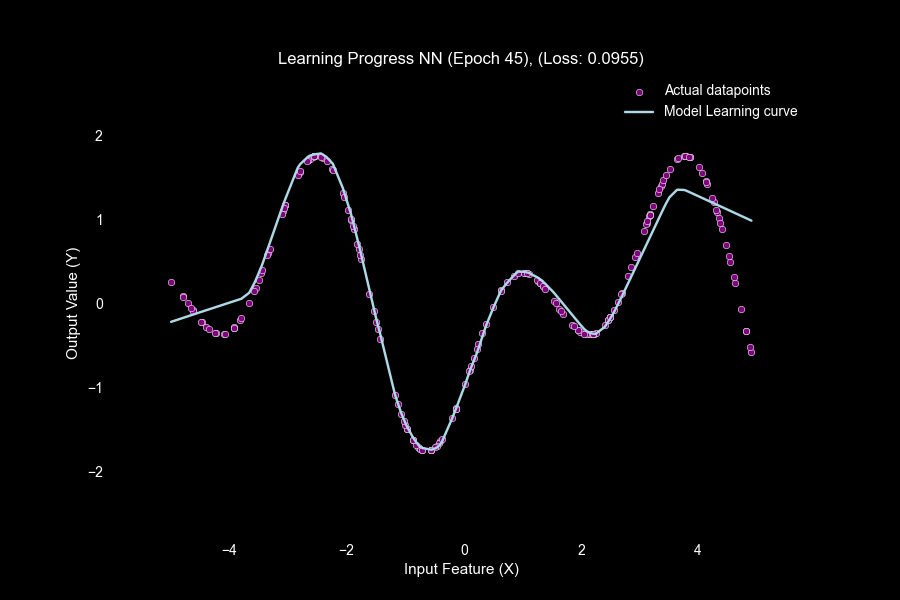 Learning Progress NN (Epoch 45), (Loss: 0.0955)
Actual datapoints
Model Learning curve
2
1
0
−1
−2
Output Value (Y)
−4
−2
0
2
4
Input Feature (X)